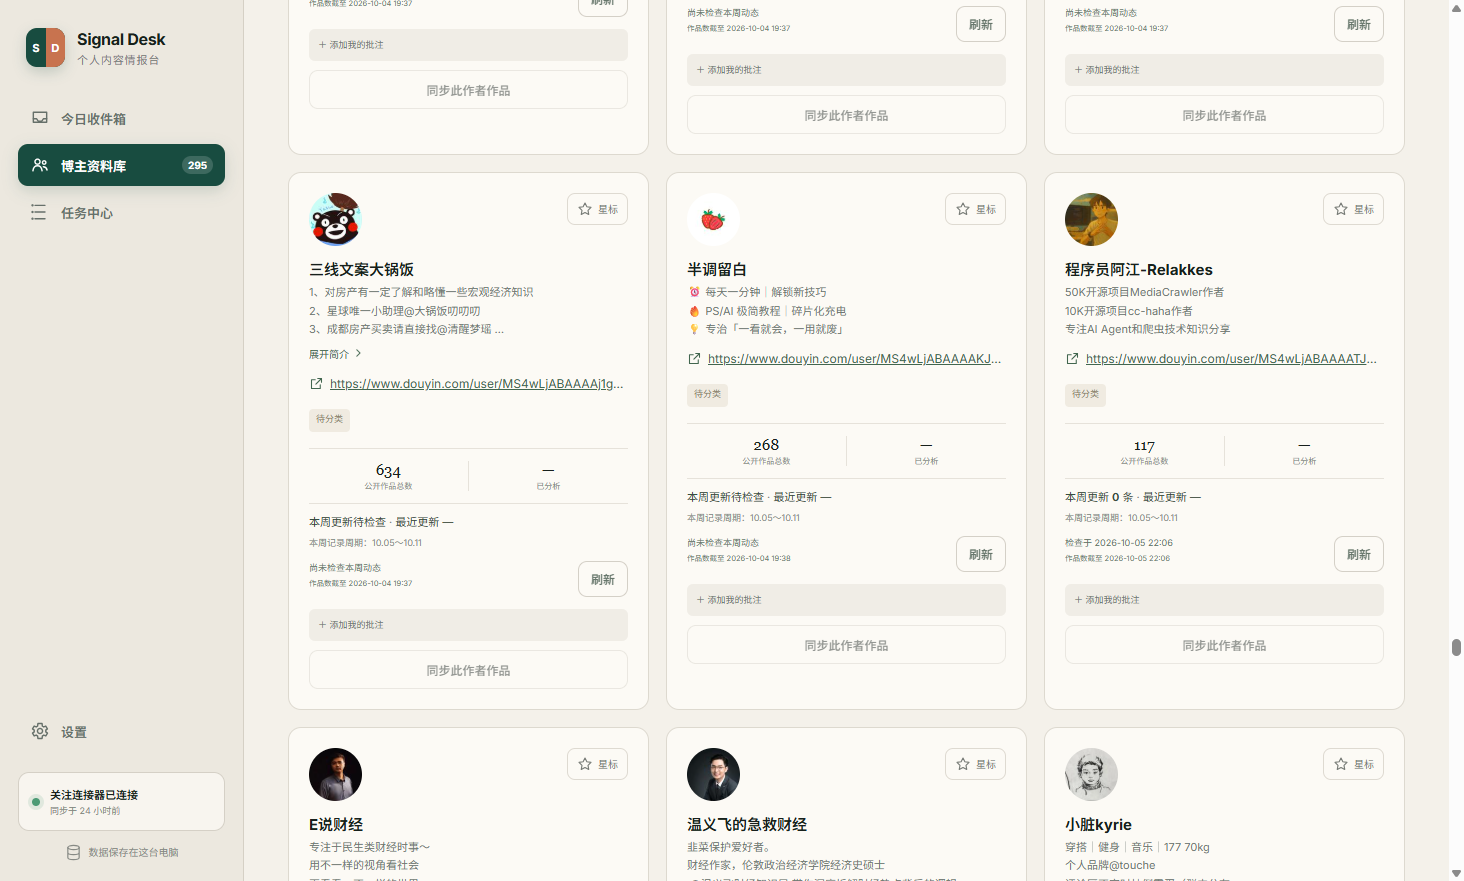 S D
Signal Desk
个人内容情报台
今日收件箱
博主资料库 295
任务中心
设置
关注连接器已连接
同步于 24 小时前
数据保存在这台电脑
作品数截至 2026-10-04 19:37
刷新
+ 添加我的批注
同步此作者作品
尚未检查本周动态
作品数截至 2026-10-04 19:37
刷新
+ 添加我的批注
同步此作者作品
尚未检查本周动态
作品数截至 2026-10-04 19:37
刷新
+ 添加我的批注
同步此作者作品
星标
三线文案大锅饭
1、对房产有一定了解和略懂一些宏观经济知识
2、星球唯一小助理@大锅饭叨叨叨
3、成都房产买卖请直接找@清醒梦瑶 ...
展开简介
https://www.douyin.com/user/MS4wLjABAAAAj1g...
待分类
634
公开作品总数
—
已分析
本周更新待检查 · 最近更新 —
本周记录周期：10.05～10.11
尚未检查本周动态
作品数截至 2026-10-04 19:37
刷新
+ 添加我的批注
同步此作者作品
星标
半调留白
⏰ 每天一分钟｜解锁新技巧
🔥 PS/AI 极简教程｜碎片化充电
💡 专治「一看就会，一用就废」
https://www.douyin.com/user/MS4wLjABAAAAKJ...
待分类
268
公开作品总数
—
已分析
本周更新待检查 · 最近更新 —
本周记录周期：10.05～10.11
尚未检查本周动态
作品数截至 2026-10-04 19:38
刷新
+ 添加我的批注
同步此作者作品
星标
程序员阿江-Relakkes
50K开源项目MediaCrawler作者
10K开源项目cc-haha作者
专注AI Agent和爬虫技术知识分享
https://www.douyin.com/user/MS4wLjABAAAATJ...
待分类
117
公开作品总数
—
已分析
本周更新 0 条 · 最近更新 —
本周记录周期：10.05～10.11
检查于 2026-10-05 22:06
作品数截至 2026-10-05 22:06
刷新
+ 添加我的批注
同步此作者作品
星标
E说财经
专注于民生类财经时事～
用不一样的视角看社会
星标
温义飞的急救财经
韭菜保护爱好者。
财经作家，伦敦政治经济学院经济史硕士
星标
小脏kyrie
穿搭｜健身｜音乐｜177 70kg
个人品牌@touche